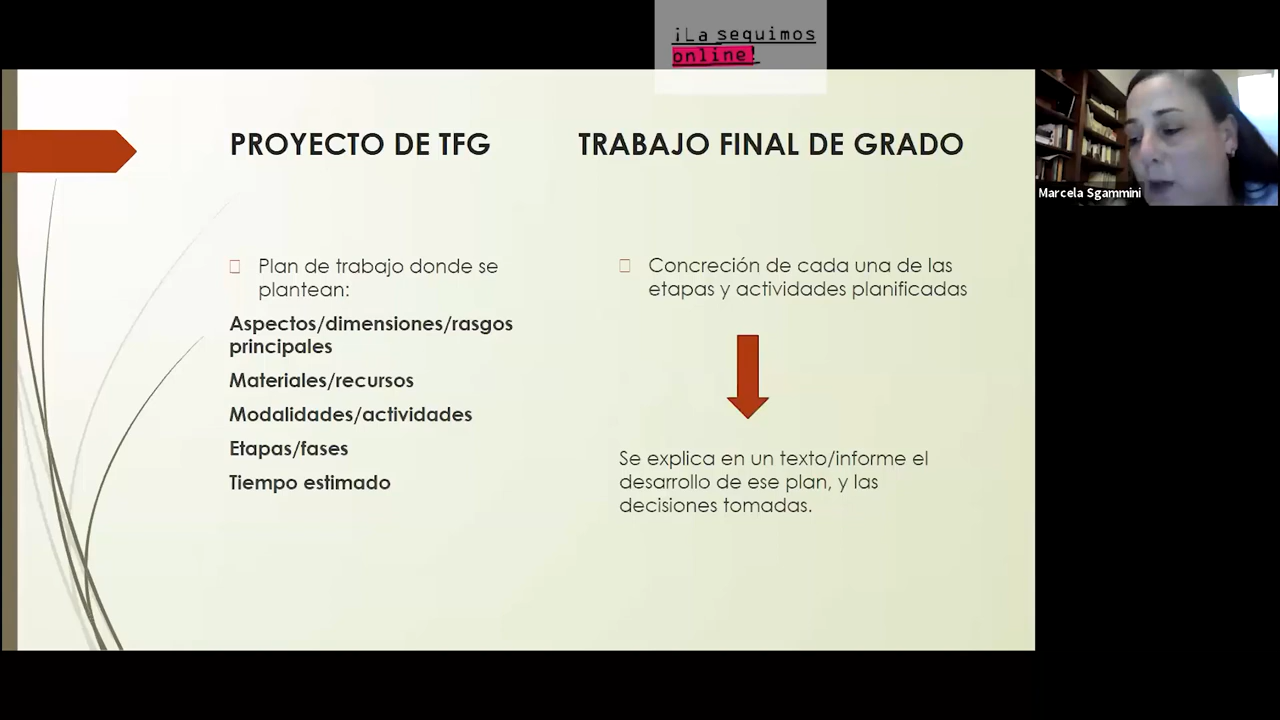 ¡La seguimos
online!
PROYECTO DE TFG
TRABAJO FINAL DE GRADO
Plan de trabajo donde se
plantean:
Aspectos/dimensiones/rasgos
principales
Materiales/recursos
Modalidades/actividades
Etapas/fases
Tiempo estimado
Concreción de cada una de las
etapas y actividades planificadas
Se explica en un texto/informe el
desarrollo de ese plan, y las
decisiones tomadas.
Marcela Sgammini